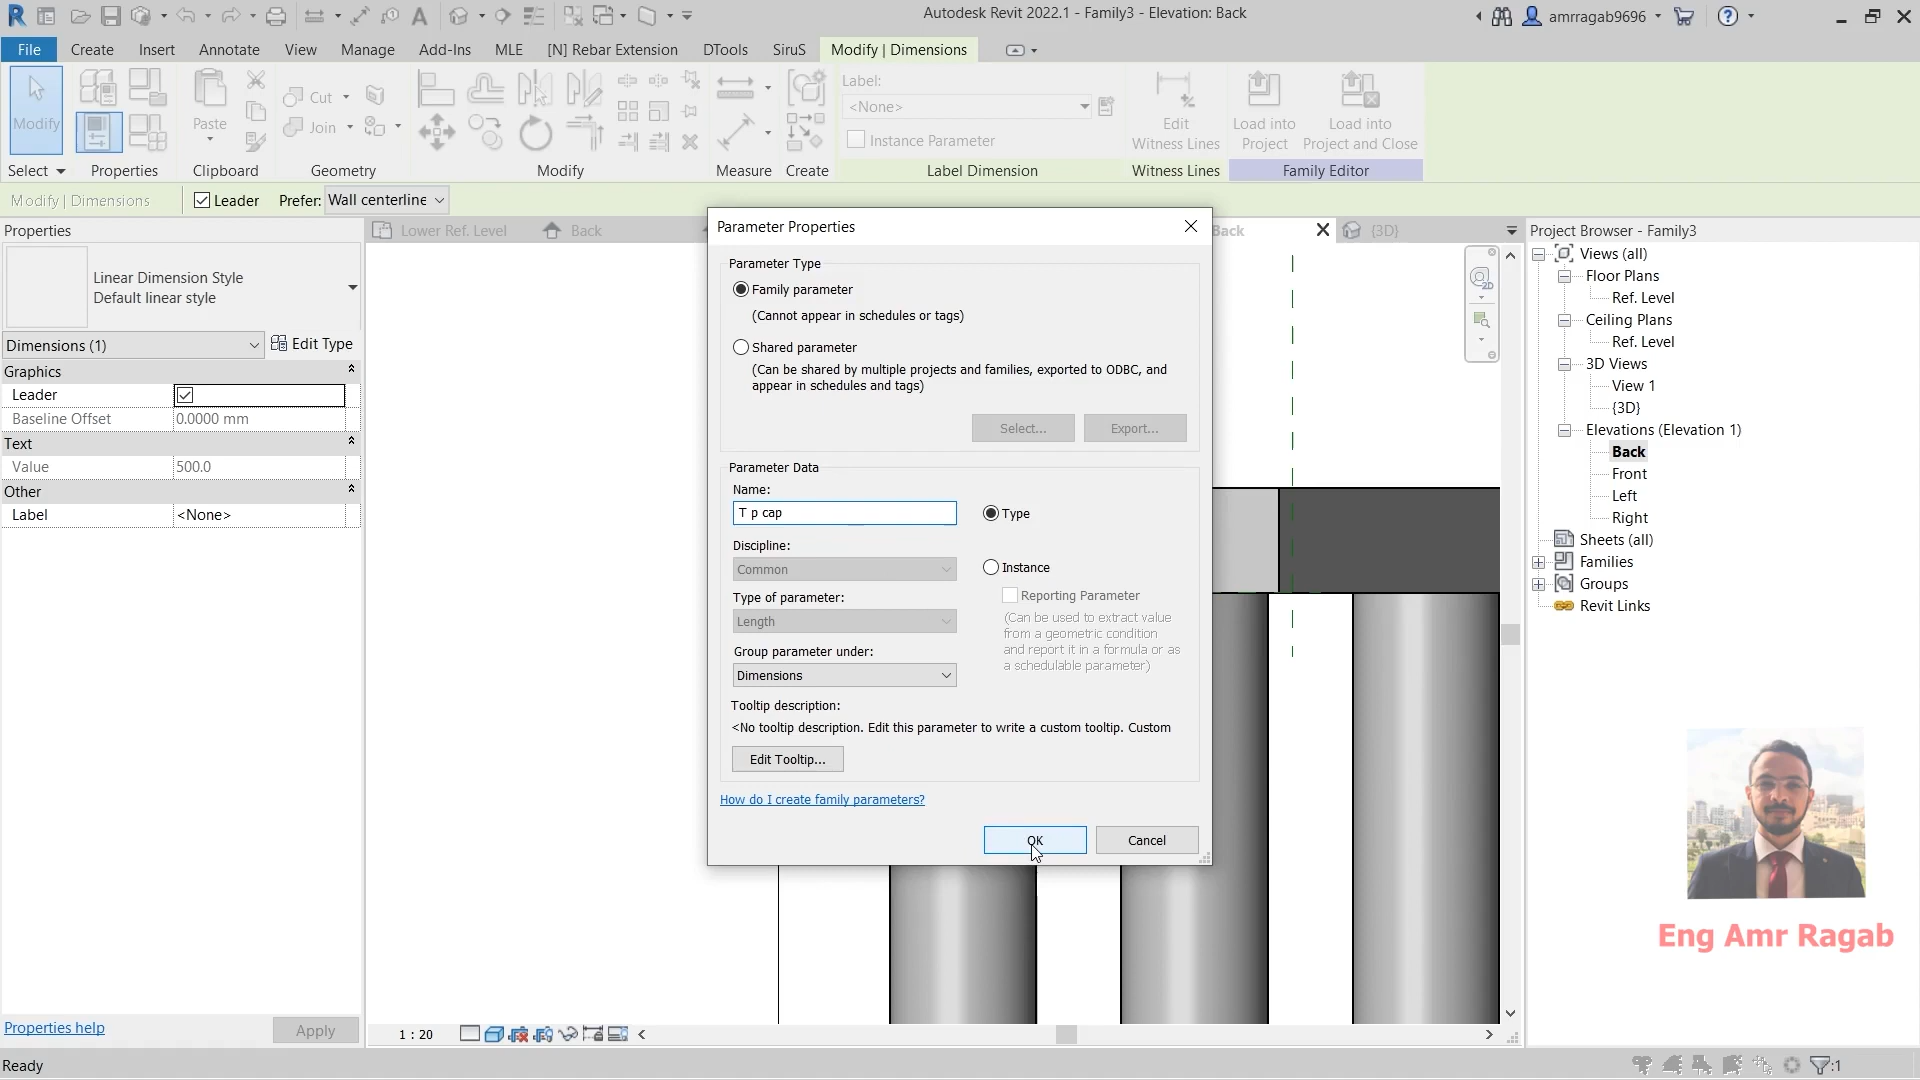 Autodesk Revit 2022.1 - Family3 - Elevation: Back
amrragab9696
File
Create
Insert
Annotate
View
Manage
Add-Ins
MLE
[N] Rebar Extension
DTools
SiruS
Modify | Dimensions
Modify
Paste
Cut
Join
Label:
<None>
Instance Parameter
Edit
Witness Lines
Load into
Project
Load into
Project and Close
Select
Properties
Clipboard
Geometry
Modify
Measure
Create
Label Dimension
Witness Lines
Family Editor
Modify | Dimensions
Leader
Prefer:
Wall centerline
Properties
Linear Dimension Style
Default linear style
Dimensions (1)
Edit Type
Graphics
Leader
Baseline Offset
0.0000 mm
Text
Value
500.0
Other
Label
<None>
Properties help
Apply
Ready
Lower Ref. Level
Back
Back
{3D}
2D
Parameter Properties
Parameter Type
Family parameter
(Cannot appear in schedules or tags)
Shared parameter
(Can be shared by multiple projects and families, exported to ODBC, and
appear in schedules and tags)
Select...
Export...
Parameter Data
Name:
T p cap
Type
Discipline:
Common
Instance
Type of parameter:
Reporting Parameter
Length
(Can be used to extract value
from a geometric condition
and report it in a formula or as
a schedulable parameter)
Group parameter under:
Dimensions
Tooltip description:
<No tooltip description. Edit this parameter to write a custom tooltip. Custom
Edit Tooltip...
How do I create family parameters?
OK
Cancel
1 : 20
Project Browser - Family3
Views (all)
Floor Plans
Ref. Level
Ceiling Plans
Ref. Level
3D Views
View 1
{3D}
Elevations (Elevation 1)
Back
Front
Left
Right
Sheets (all)
Families
Groups
Revit Links
Eng Amr Ragab
:1